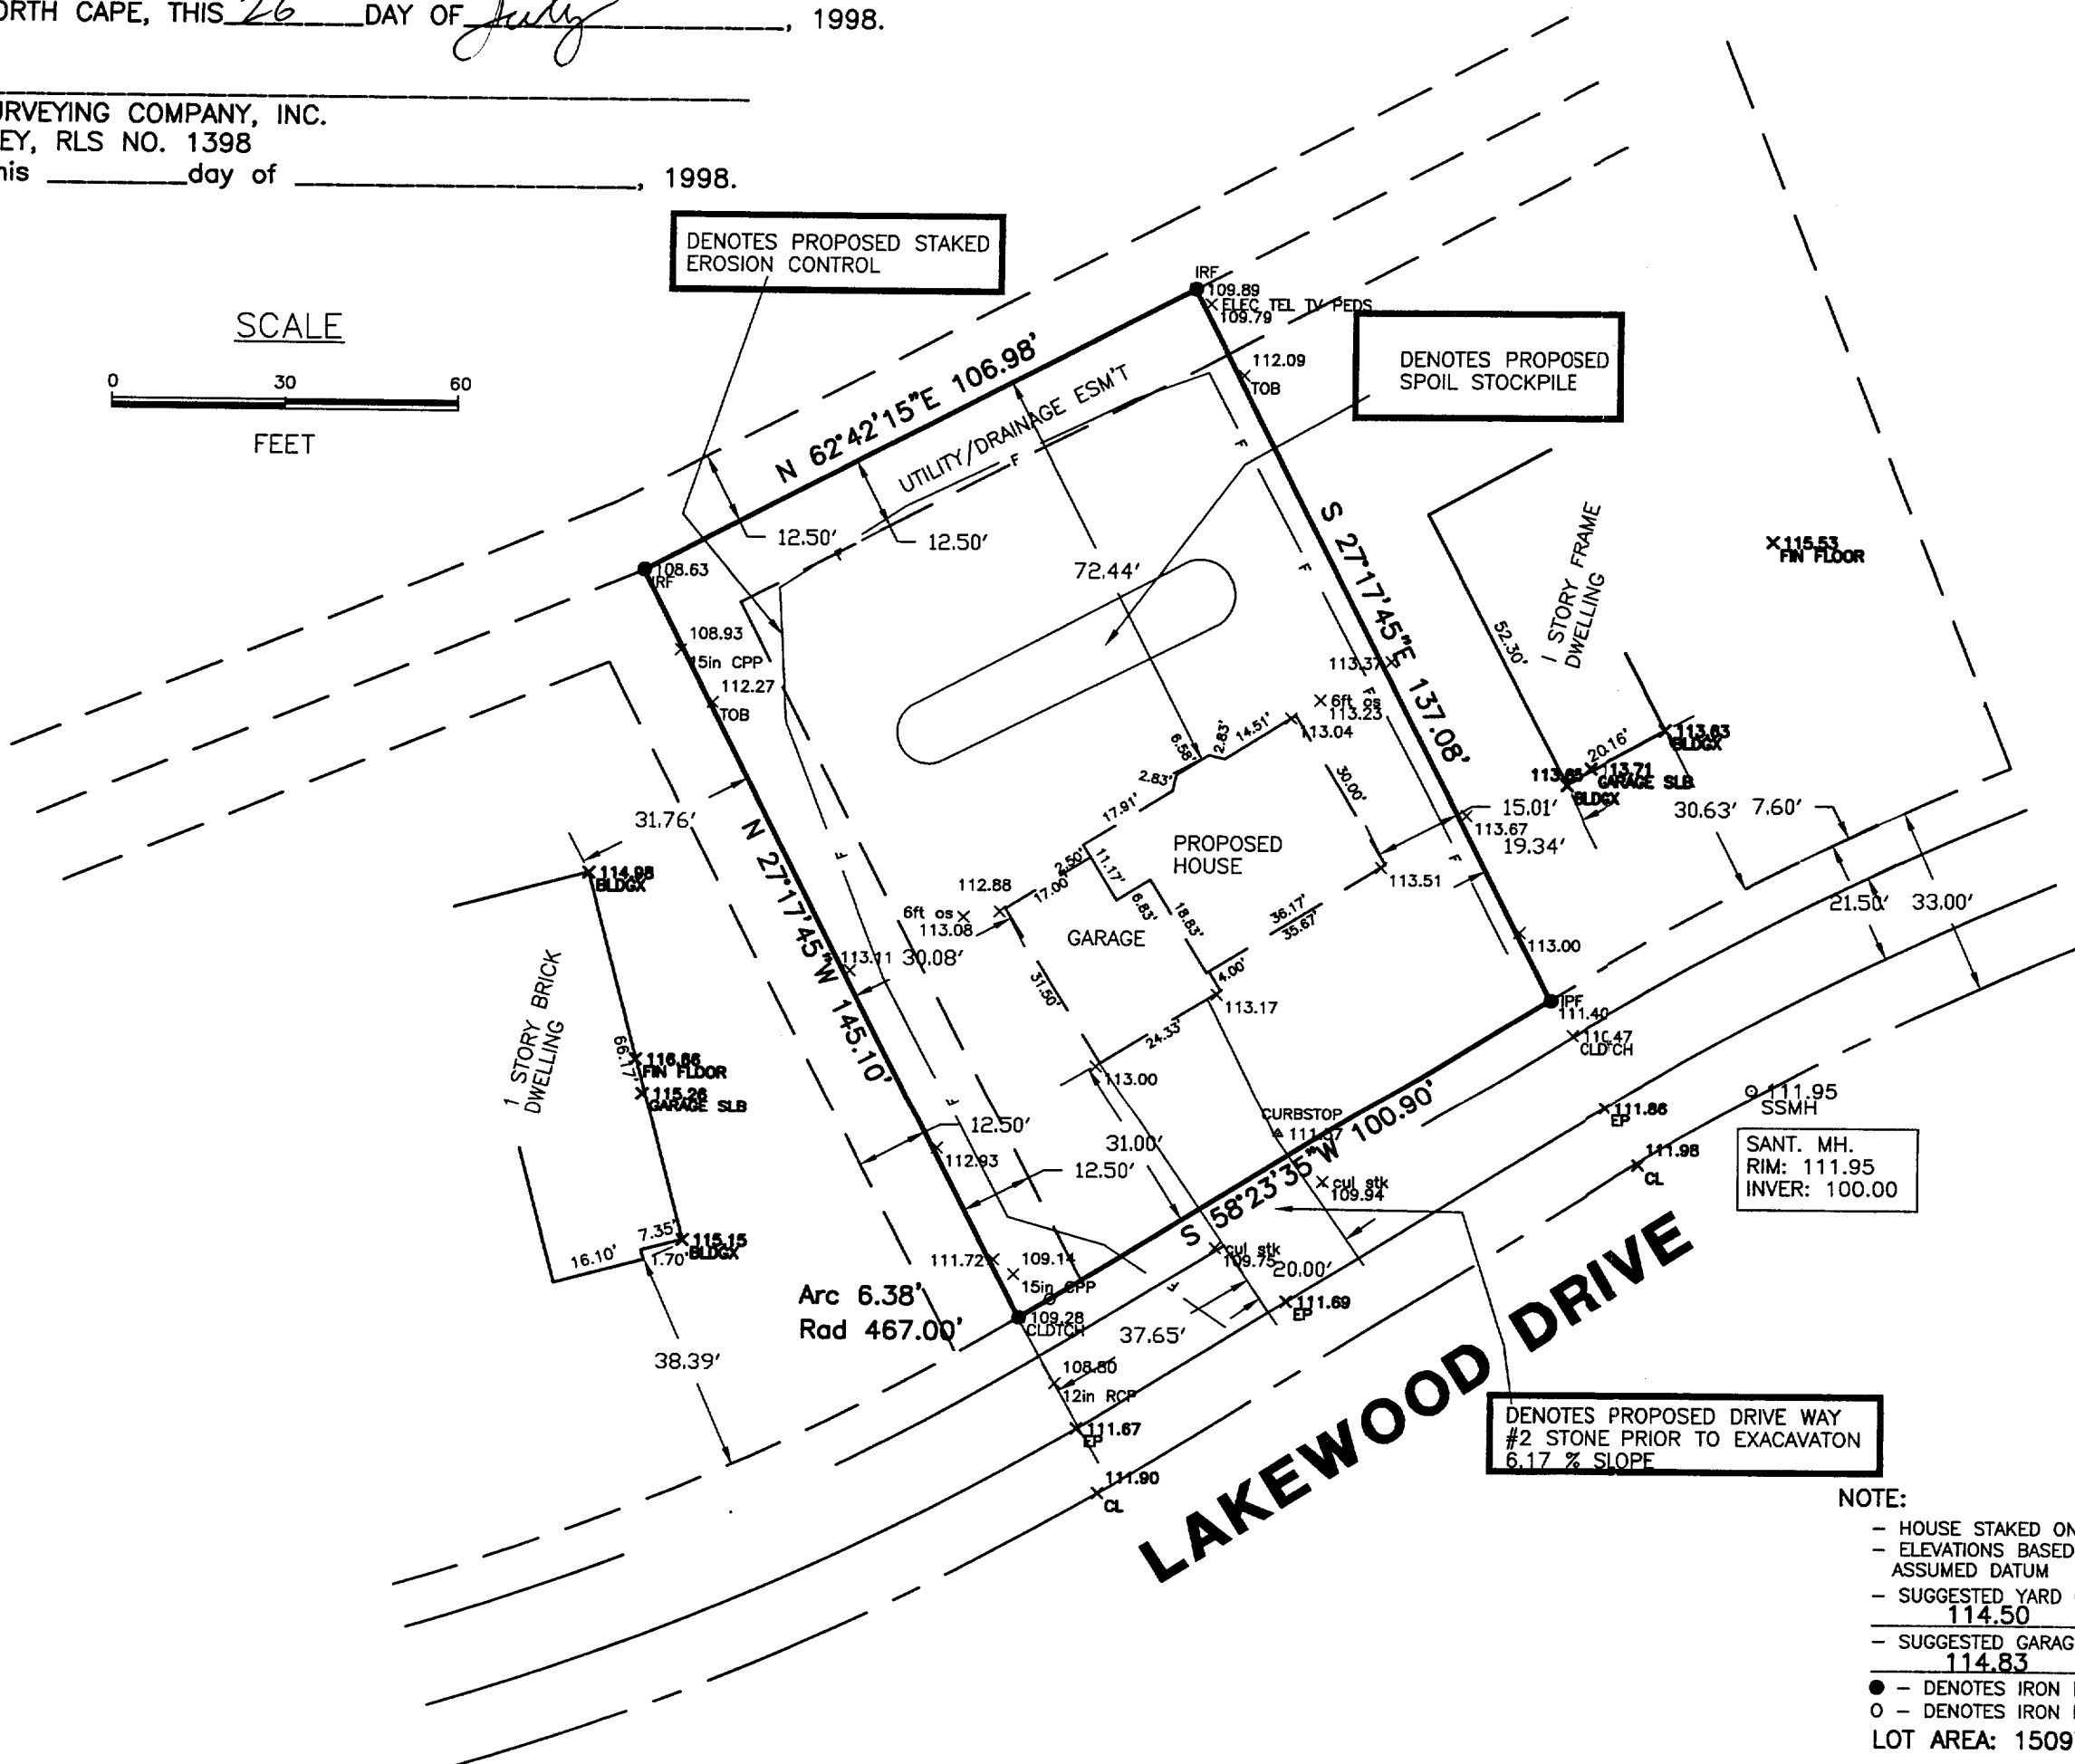 ORTH CAPE, THIS 26 DAY OF July, 1998.
URVEYING COMPANY, INC.
EY, RLS NO. 1398
his ______ day of ______, 1998.
DENOTES PROPOSED STAKED
EROSION CONTROL
SCALE
0 30 60
FEET
IRF
109.89
ELEC TEL TV PEDS
109.79
DENOTES PROPOSED
SPOIL STOCKPILE
112.09
TOB
N 62°42'15"E 106.98'
UTILITY/DRAINAGE ESM'T
F
12.50'
12.50'
72.44'
F
F
F
S 27°17'45"E 137.08'
108.63
IRF
108.93
15in CPP
112.27
TOB
1 STORY FRAME
DWELLING
52.30'
115.53
FIN FLOOR
113.37
6ft os
113.23
113.04
14.51'
2.83'
6.58'
2.83'
17.91'
30.00'
20.16'
113.63
BLDGX
113.65
BLDGX
113.71
GARAGE SLB
30.63'
7.60'
15.01'
113.67
19.34'
31.76'
N 27°17'45"W 145.10'
F
PROPOSED
HOUSE
2.50'
11.17'
17.00'
6.83'
18.83'
113.51
F
36.17'
35.67'
21.50'
33.00'
114.98
BLDGX
112.88
6ft os
113.08
GARAGE
113.00
113.11
30.08'
31.50'
4.00'
113.17
24.33'
113.00
IPF
111.40
110.47
CLDTCH
1 STORY BRICK
DWELLING
66.17'
116.66
FIN FLOOR
115.26
GARAGE SLB
F
12.50'
112.93
12.50'
31.00'
CURBSTOP
S 58°23'35"W 100.90'
cul stk
109.94
111.86
EP
111.95
SSMH
111.98
CL
SANT. MH.
RIM: 111.95
INVER: 100.00
7.35'
115.15
BLDGX
16.10'
1.70'
111.72
109.14
15in CPP
cul stk
109.75
20.00'
111.69
EP
Arc 6.38'
Rad 467.00'
109.28
CLDTCH
37.65'
38.39'
108.80
12in RCP
111.67
EP
111.90
CL
LAKEWOOD DRIVE
DENOTES PROPOSED DRIVE WAY
#2 STONE PRIOR TO EXACAVATON
6.17 % SLOPE
NOTE:
- HOUSE STAKED ON
- ELEVATIONS BASED
ASSUMED DATUM
- SUGGESTED YARD
114.50
- SUGGESTED GARAG
114.83
● - DENOTES IRON
O - DENOTES IRON
LOT AREA: 1509